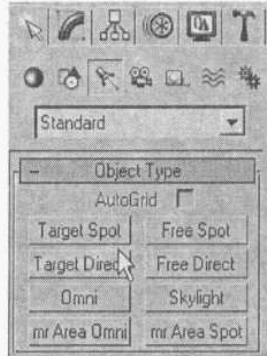 Standard
- Object Type
AutoGrid
Target Spot Free Spot
Target Direct Free Direct
Omni Skylight
mr Area Omni mr Area Spot